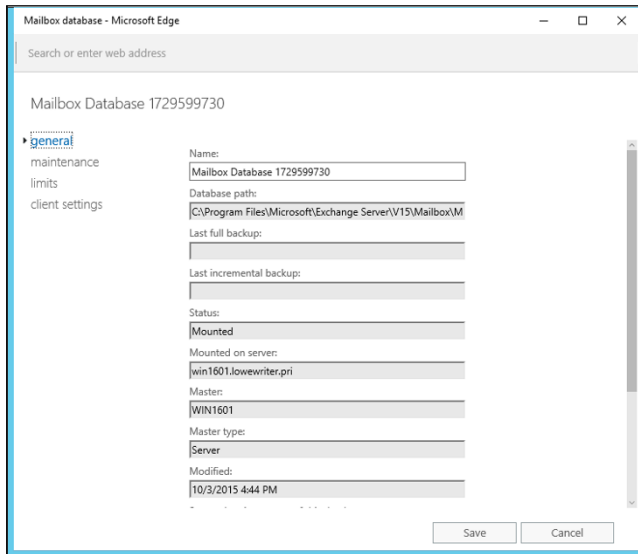 Mailbox database - Microsoft Edge
Search or enter web address
Mailbox Database 1729599730
general
maintenance
limits
client settings
Name:
Mailbox Database 1729599730
Database path:
C:\Program Files\Microsoft\Exchange Server\V15\Mailbox\M
Last full backup:
Last incremental backup:
Status:
Mounted
Mounted on server:
win1601.lowewriter.pri
Master:
WIN1601
Master type:
Server
Modified:
10/3/2015 4:44 PM
Save
Cancel